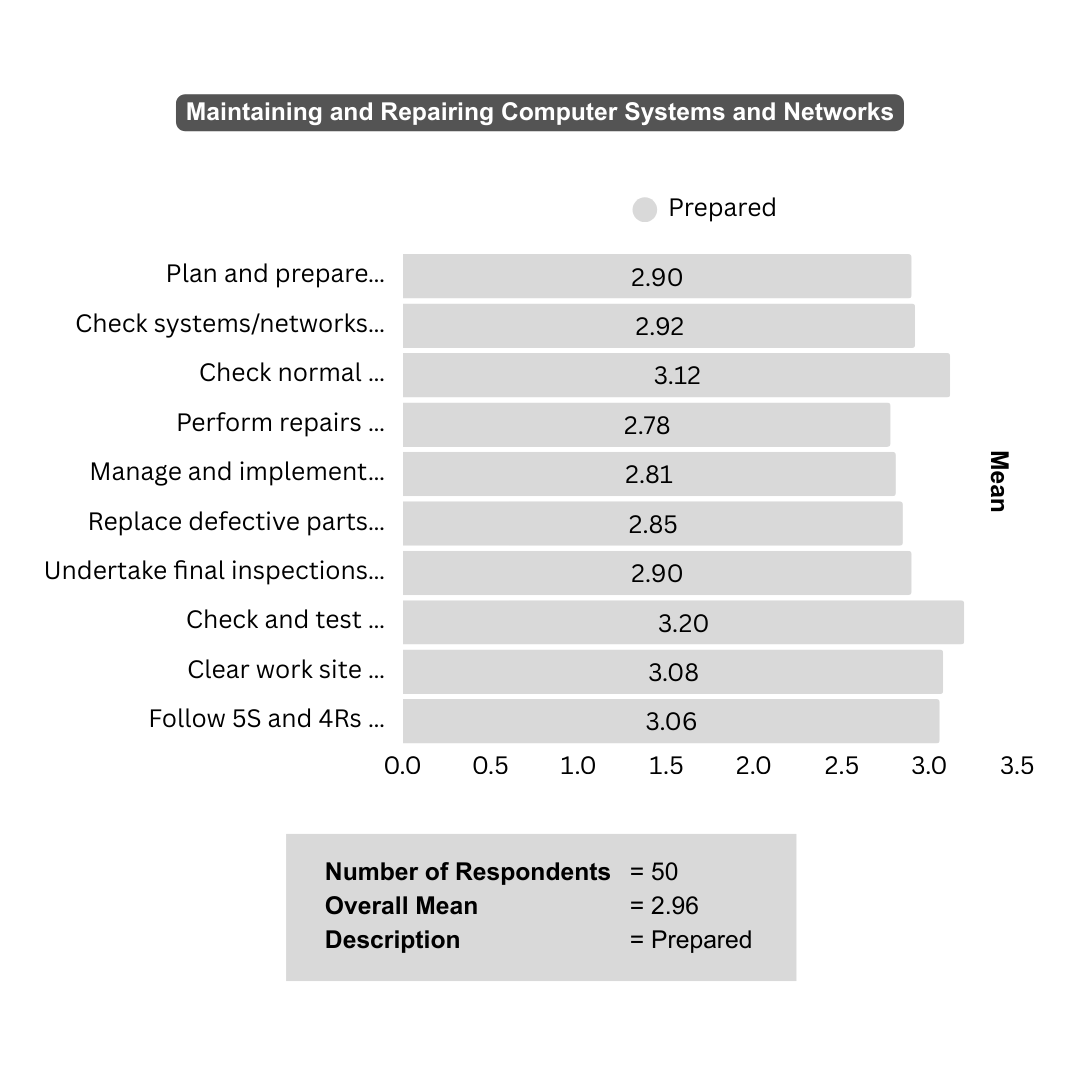 Maintaining and Repairing Computer Systems and Networks
Prepared
Plan and prepare... 2.90
Check systems/networks... 2.92
Check normal ... 3.12
Perform repairs ... 2.78
Manage and implement... 2.81
Replace defective parts... 2.85
Undertake final inspections... 2.90
Check and test ... 3.20
Clear work site ... 3.08
Follow 5S and 4Rs ... 3.06
Mean
0.0 0.5 1.0 1.5 2.0 2.5 3.0 3.5
Number of Respondents = 50
Overall Mean = 2.96
Description = Prepared